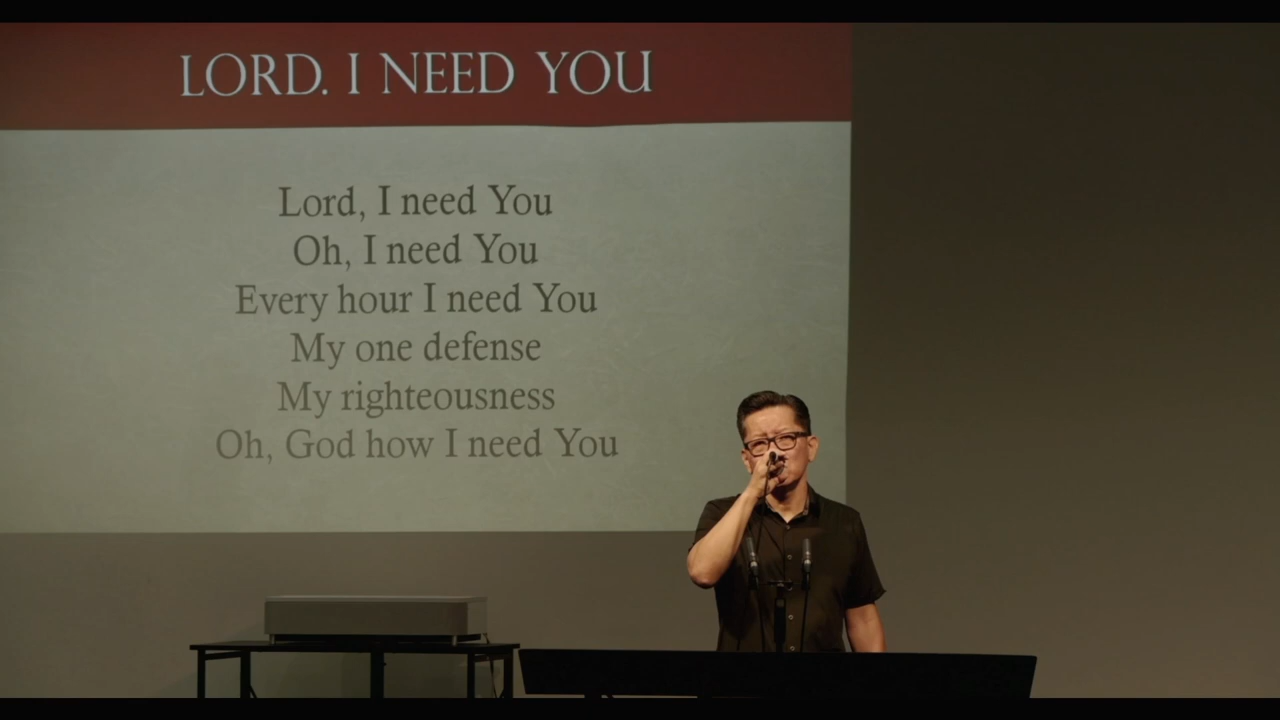 LORD. I NEED YOU
Lord, I need You
Oh, I need You
Every hour I need You
My one defense
My righteousness
Oh, God how I need You